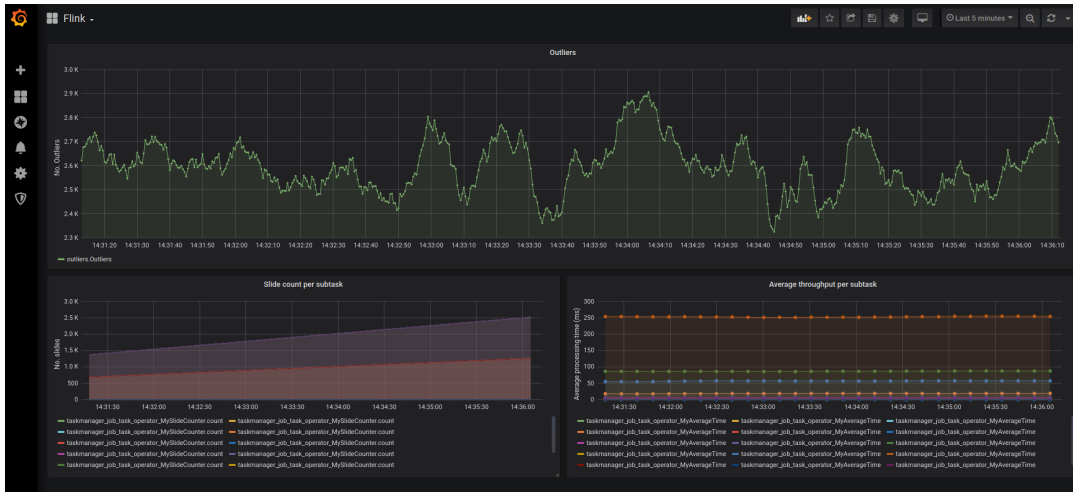 Flink
Last 5 minutes
Outliers
No. Outliers
3.0 K
2.9 K
2.8 K
2.7 K
2.6 K
2.5 K
2.4 K
2.3 K
14:31:20 14:31:30 14:31:40 14:31:50 14:32:00 14:32:10 14:32:20 14:32:30 14:32:40 14:32:50 14:33:00 14:33:10 14:33:20 14:33:30 14:33:40 14:33:50 14:34:00 14:34:10 14:34:20 14:34:30 14:34:40 14:34:50 14:35:00 14:35:10 14:35:20 14:35:30 14:35:40 14:35:50 14:36:00 14:36:10
outliers.Outliers
Slide count per subtask
No. slides
3.0 K
2.5 K
2.0 K
1.5 K
1.0 K
500
0
14:31:30 14:32:00 14:32:30 14:33:00 14:33:30 14:34:00 14:34:30 14:35:00 14:35:30 14:36:00
taskmanager_job_task_operator_MySlideCounter.count taskmanager_job_task_operator_MySlideCounter.count
taskmanager_job_task_operator_MySlideCounter.count taskmanager_job_task_operator_MySlideCounter.count
taskmanager_job_task_operator_MySlideCounter.count taskmanager_job_task_operator_MySlideCounter.count
taskmanager_job_task_operator_MySlideCounter.count taskmanager_job_task_operator_MySlideCounter.count
taskmanager_job_task_operator_MySlideCounter.count taskmanager_job_task_operator_MySlideCounter.count
Average throughput per subtask
Average processing time (ms)
300
250
200
150
100
50
0
14:31:30 14:32:00 14:32:30 14:33:00 14:33:30 14:34:00 14:34:30 14:35:00 14:35:30 14:36:00
taskmanager_job_task_operator_MyAverageTime taskmanager_job_task_operator_MyAverageTime taskmanager_job_task_operator_MyAverageTime
taskmanager_job_task_operator_MyAverageTime taskmanager_job_task_operator_MyAverageTime taskmanager_job_task_operator_MyAverageTime
taskmanager_job_task_operator_MyAverageTime taskmanager_job_task_operator_MyAverageTime taskmanager_job_task_operator_MyAverageTime
taskmanager_job_task_operator_MyAverageTime taskmanager_job_task_operator_MyAverageTime taskmanager_job_task_operator_MyAverageTime
taskmanager_job_task_operator_MyAverageTime taskmanager_job_task_operator_MyAverageTime taskmanager_job_task_operator_MyAverageTime